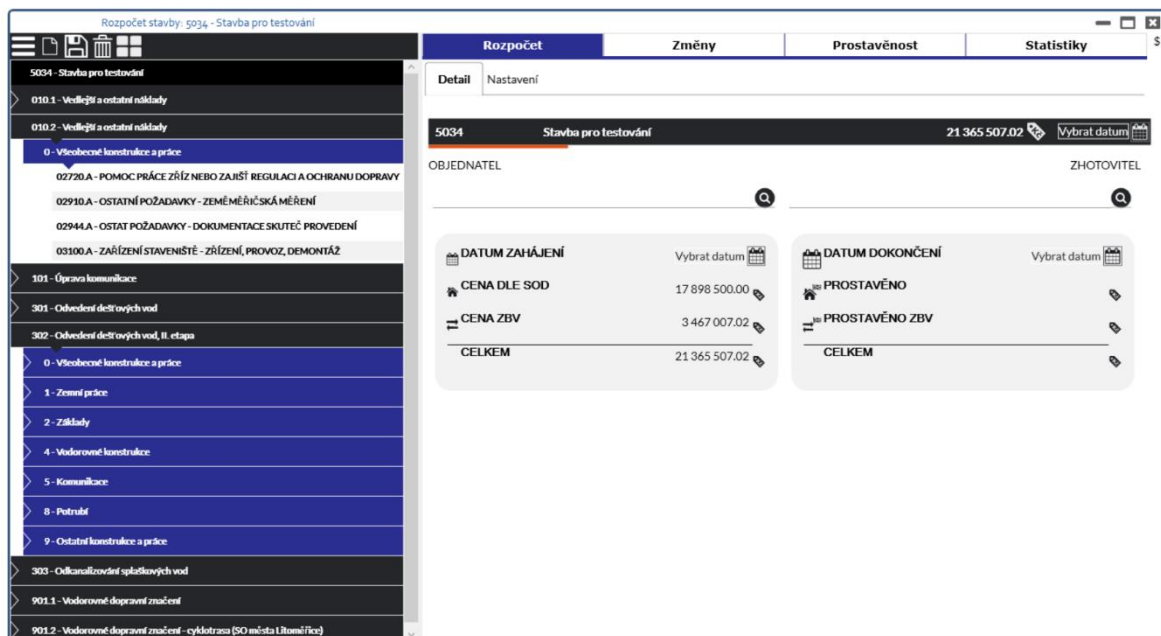 Rozpočet stavby: 5034 - Stavba pro testování
5034 - Stavba pro testování
010.1 - Vedlejší a ostatní náklady
010.2 - Vedlejší a ostatní náklady
0 - Všeobecné konstrukce a práce
02720.A - POMOC PRÁCE ZŘÍZ NEBO ZAJIŠŤ REGULACI A OCHRANU DOPRAVY
02910.A - OSTATNÍ POŽADAVKY - ZEMĚMĚŘIČSKÁ MĚŘENÍ
02944.A - OSTAT POŽADAVKY - DOKUMENTACE SKUTEČ PROVEDENÍ
03100.A - ZAŘÍZENÍ STAVENIŠTĚ - ZŘÍZENÍ, PROVOZ, DEMONTÁŽ
101 - Úprava komunikace
301 - Odvedení dešťových vod
302 - Odvedení dešťových vod, II. etapa
0 - Všeobecné konstrukce a práce
1 - Zemní práce
2 - Základy
4 - Vodorovné konstrukce
5 - Komunikace
8 - Potrubí
9 - Ostatní konstrukce a práce
303 - Odkanalizování splaškových vod
901.1 - Vodorovné dopravní značení
901.2 - Vodorovné dopravní značení - cyklotrasa (SO města Litoměřice)
Rozpočet Změny Prostavěnost Statistiky $
Detail Nastavení
5034 Stavba pro testování 21 365 507.02 Vybrat datum
OBJEDNATEL ZHOTOVITEL
DATUM ZAHÁJENÍ Vybrat datum
CENA DLE SOD 17 898 500.00
CENA ZBV 3 467 007.02
CELKEM 21 365 507.02
DATUM DOKONČENÍ Vybrat datum
PROSTAVĚNO
PROSTAVĚNO ZBV
CELKEM